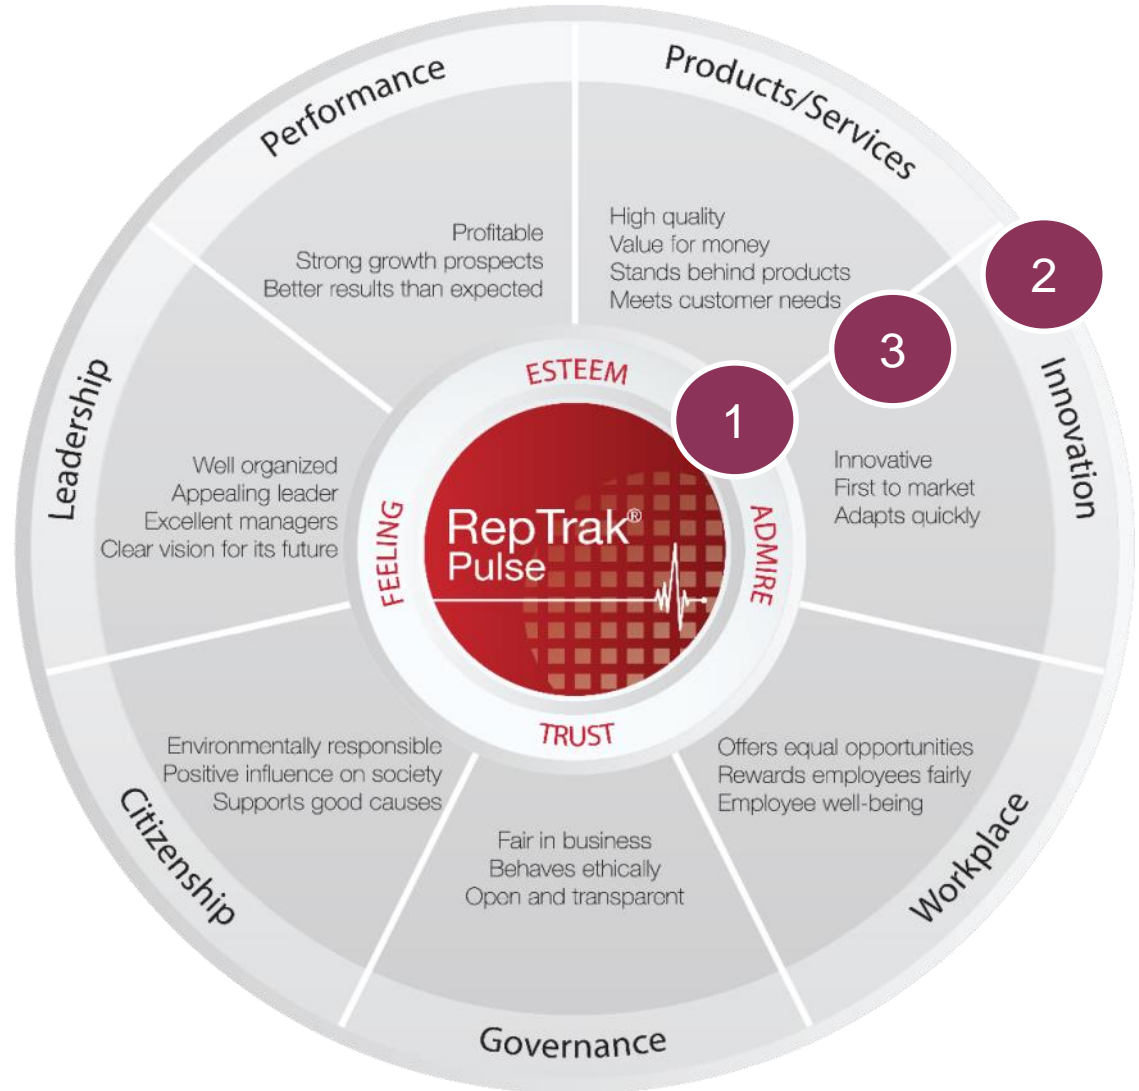 Performance
Products/Services
Profitable
Strong growth prospects
Better results than expected
High quality
Value for money
Stands behind products
Meets customer needs
2
3
1
ESTEEM
Leadership
Innovation
Well organized
Appealing leader
Excellent managers
Clear vision for its future
FEELING
RepTrak®
Pulse
ADMIRE
Innovative
First to market
Adapts quickly
TRUST
Environmentally responsible
Positive influence on society
Supports good causes
Citizenship
Fair in business
Behaves ethically
Open and transparent
Governance
Offers equal opportunities
Rewards employees fairly
Employee well-being
Workplace